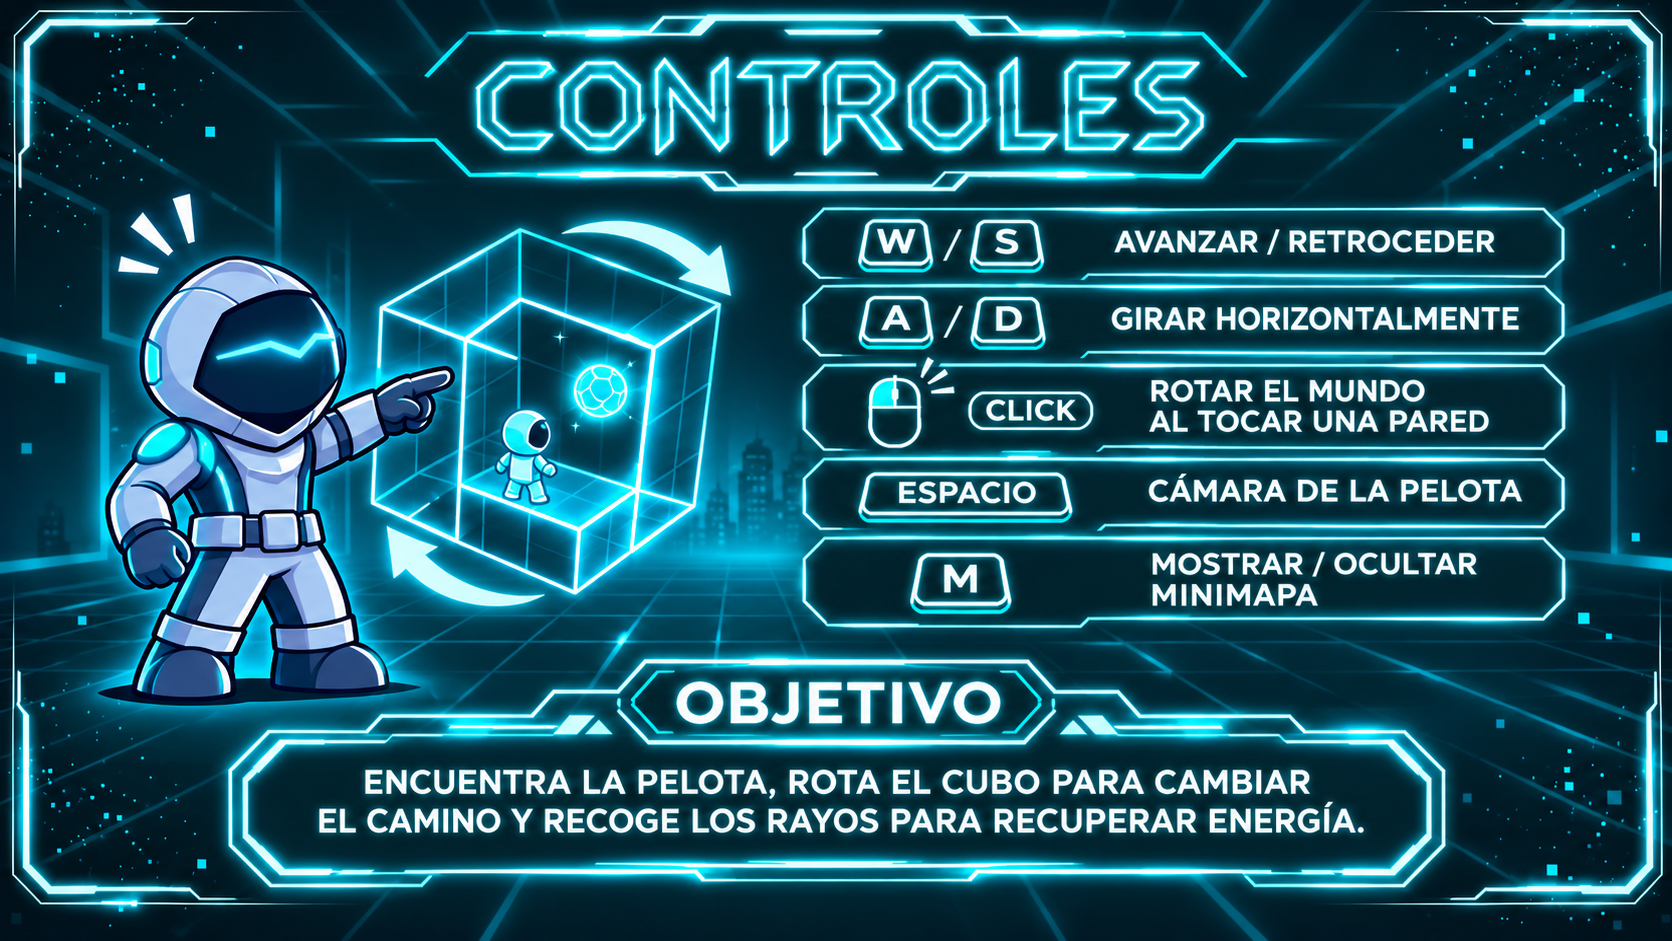 CONTROLES
W / S AVANZAR / RETROCEDER
A / D GIRAR HORIZONTALMENTE
CLICK ROTAR EL MUNDO
AL TOCAR UNA PARED
ESPACIO CÁMARA DE LA PELOTA
M MOSTRAR / OCULTAR
MINIMAPA
OBJETIVO
ENCUENTRA LA PELOTA, ROTA EL CUBO PARA CAMBIAR
EL CAMINO Y RECOGE LOS RAYOS PARA RECUPERAR ENERGÍA.